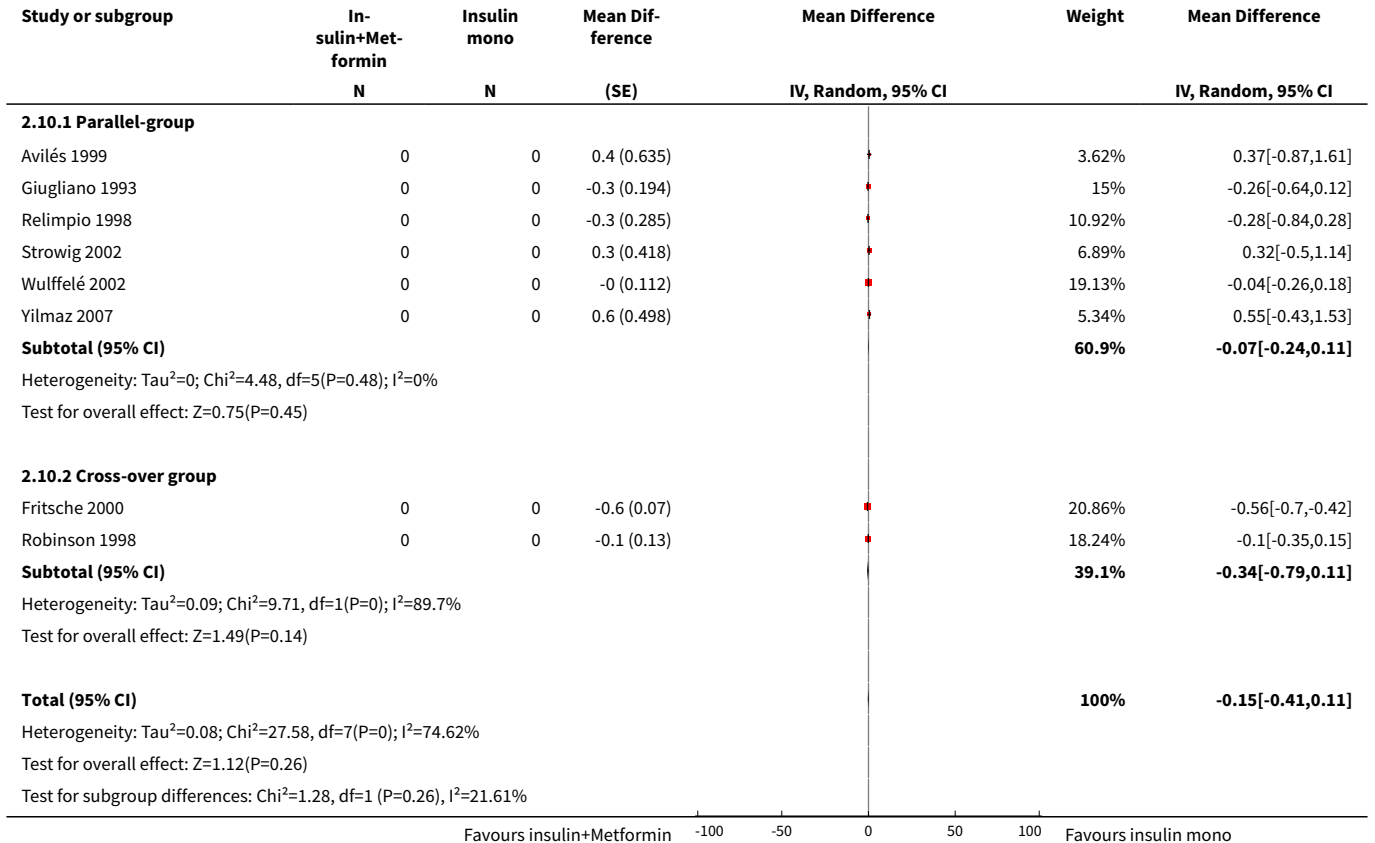 Study or subgroup In- Insulin Mean Dif- Mean Difference Weight Mean Difference
sulin+Met- mono ference
formin
N N (SE) IV, Random, 95% CI IV, Random, 95% CI
2.10.1 Parallel-group
Avilés 1999 0 0 0.4 (0.635) 3.62% 0.37[-0.87,1.61]
Giugliano 1993 0 0 -0.3 (0.194) 15% -0.26[-0.64,0.12]
Relimpio 1998 0 0 -0.3 (0.285) 10.92% -0.28[-0.84,0.28]
Strowig 2002 0 0 0.3 (0.418) 6.89% 0.32[-0.5,1.14]
Wulffelé 2002 0 0 -0 (0.112) 19.13% -0.04[-0.26,0.18]
Yilmaz 2007 0 0 0.6 (0.498) 5.34% 0.55[-0.43,1.53]
Subtotal (95% CI) 60.9% -0.07[-0.24,0.11]
Heterogeneity: Tau²=0; Chi²=4.48, df=5(P=0.48); I²=0%
Test for overall effect: Z=0.75(P=0.45)
2.10.2 Cross-over group
Fritsche 2000 0 0 -0.6 (0.07) 20.86% -0.56[-0.7,-0.42]
Robinson 1998 0 0 -0.1 (0.13) 18.24% -0.1[-0.35,0.15]
Subtotal (95% CI) 39.1% -0.34[-0.79,0.11]
Heterogeneity: Tau²=0.09; Chi²=9.71, df=1(P=0); I²=89.7%
Test for overall effect: Z=1.49(P=0.14)
Total (95% CI) 100% -0.15[-0.41,0.11]
Heterogeneity: Tau²=0.08; Chi²=27.58, df=7(P=0); I²=74.62%
Test for overall effect: Z=1.12(P=0.26)
Test for subgroup differences: Chi²=1.28, df=1 (P=0.26), I²=21.61%
Favours insulin+Metformin -100 -50 0 50 100 Favours insulin mono